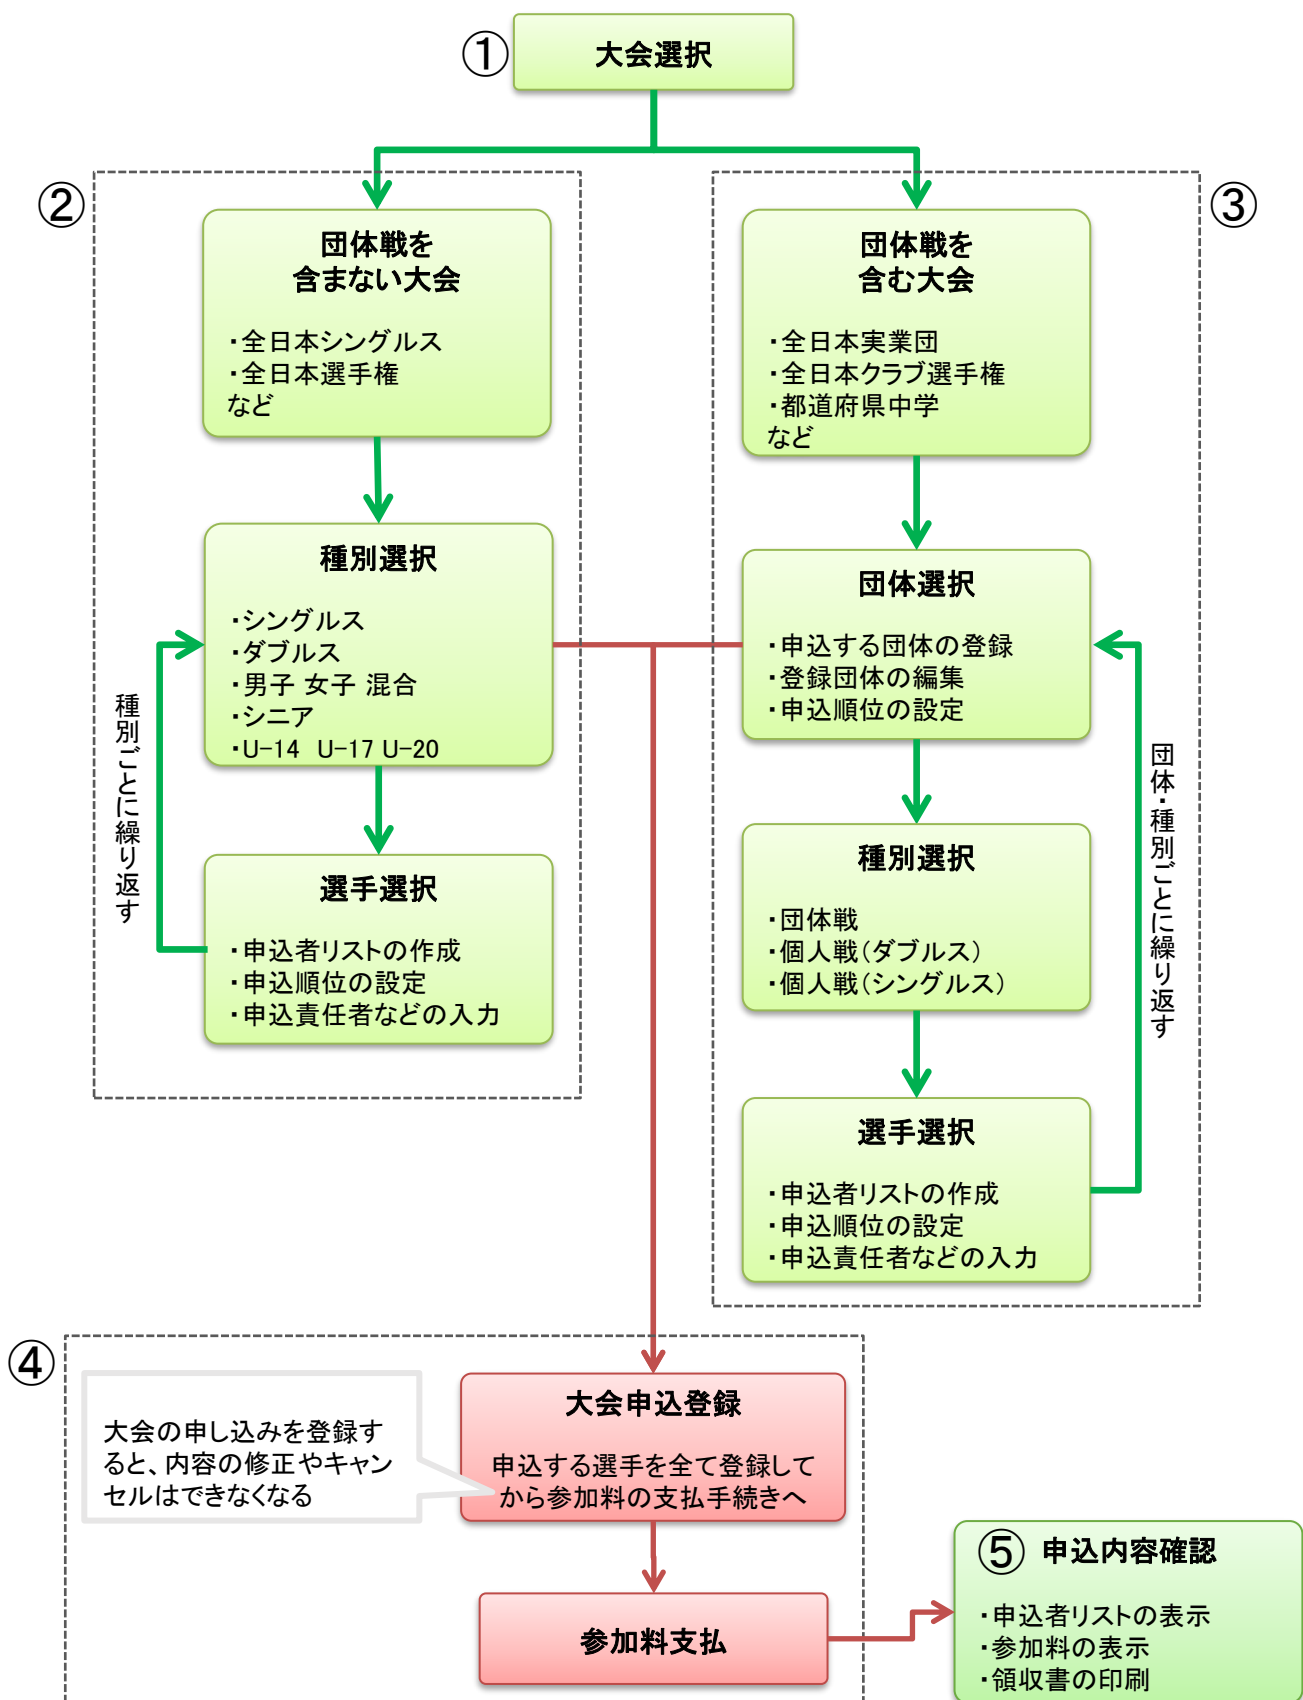 ①
大会選択
②
団体戦を
含まない大会
・全日本シングルス
・全日本選手権
など
種別選択
・シングルス
・ダブルス
・男子 女子 混合
・シニア
・U-14 U-17 U-20
種別ごとに繰り返す
選手選択
・申込者リストの作成
・申込順位の設定
・申込責任者などの入力
③
団体戦を
含む大会
・全日本実業団
・全日本クラブ選手権
・都道府県中学
など
団体選択
・申込する団体の登録
・登録団体の編集
・申込順位の設定
団体・種別ごとに繰り返す
種別選択
・団体戦
・個人戦(ダブルス)
・個人戦(シングルス)
選手選択
・申込者リストの作成
・申込順位の設定
・申込責任者などの入力
④
大会の申し込みを登録す
ると、内容の修正やキャン
セルはできなくなる
大会申込登録
申込する選手を全て登録して
から参加料の支払手続きへ
参加料支払
⑤ 申込内容確認
・申込者リストの表示
・参加料の表示
・領収書の印刷